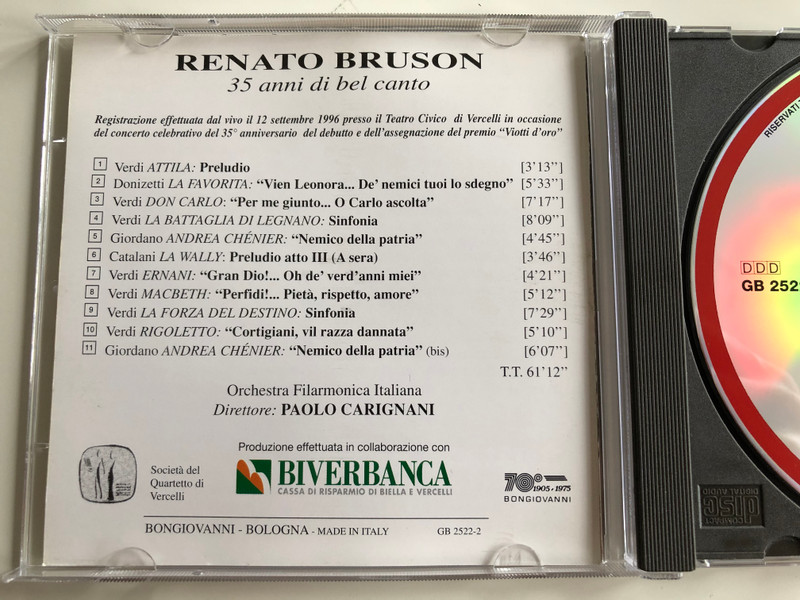 RENATO BRUSON
35 anni di bel canto
Registrazione effettuata dal vivo il 12 settembre 1996 presso il Teatro Civico di Vercelli in occasione
del concerto celebrativo del 35° anniversario del debutto e dell'assegnazione del premio “Viotti d'oro”
1 Verdi ATTILA: Preludio [3'13’’]
2 Donizetti LA FAVORITA: “Vien Leonora... De' nemici tuoi lo sdegno” [5'33’’]
3 Verdi DON CARLO: “Per me giunto... O Carlo ascolta” [7'17’’]
4 Verdi LA BATTAGLIA DI LEGNANO: Sinfonia [8'09’’]
5 Giordano ANDREA CHÉNIER: “Nemico della patria” [4'45’’]
6 Catalani LA WALLY: Preludio atto III (A sera) [3'46’’]
7 Verdi ERNANI: “Gran Dio!... Oh de' verd'anni miei” [4'21’’]
8 Verdi MACBETH: “Perfidi!... Pietà, rispetto, amore” [5'12’’]
9 Verdi LA FORZA DEL DESTINO: Sinfonia [7'29’’]
10 Verdi RIGOLETTO: “Cortigiani, vil razza dannata” [5'10’’]
11 Giordano ANDREA CHÉNIER: “Nemico della patria” (bis) [6'07’’]
T.T. 61'12’’
Orchestra Filarmonica Italiana
Direttore: PAOLO CARIGNANI
Produzione effettuata in collaborazione con
Società del
Quartetto di
Vercelli
BIVERBANCA
CASSA DI RISPARMIO DI BIELLA E VERCELLI
70°
1905•1975
BONGIOVANNI
BONGIOVANNI - BOLOGNA - MADE IN ITALY GB 2522-2
RISERVATI
DDD
GB 252
COMPACT
disc
DIGITAL AUDIO